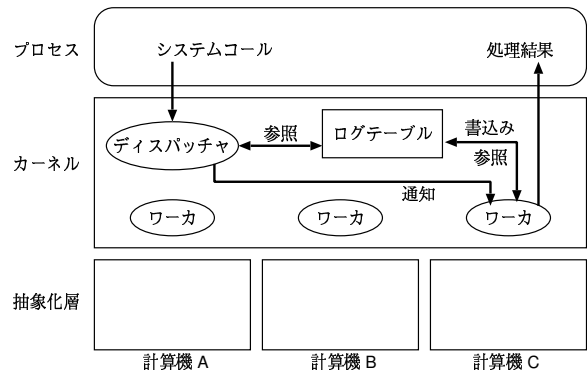 プロセス
システムコール
処理結果
カーネル
ディスパッチャ
参照
ログテーブル
書込み
参照
通知
ワーカ
ワーカ
ワーカ
抽象化層
計算機 A
計算機 B
計算機 C